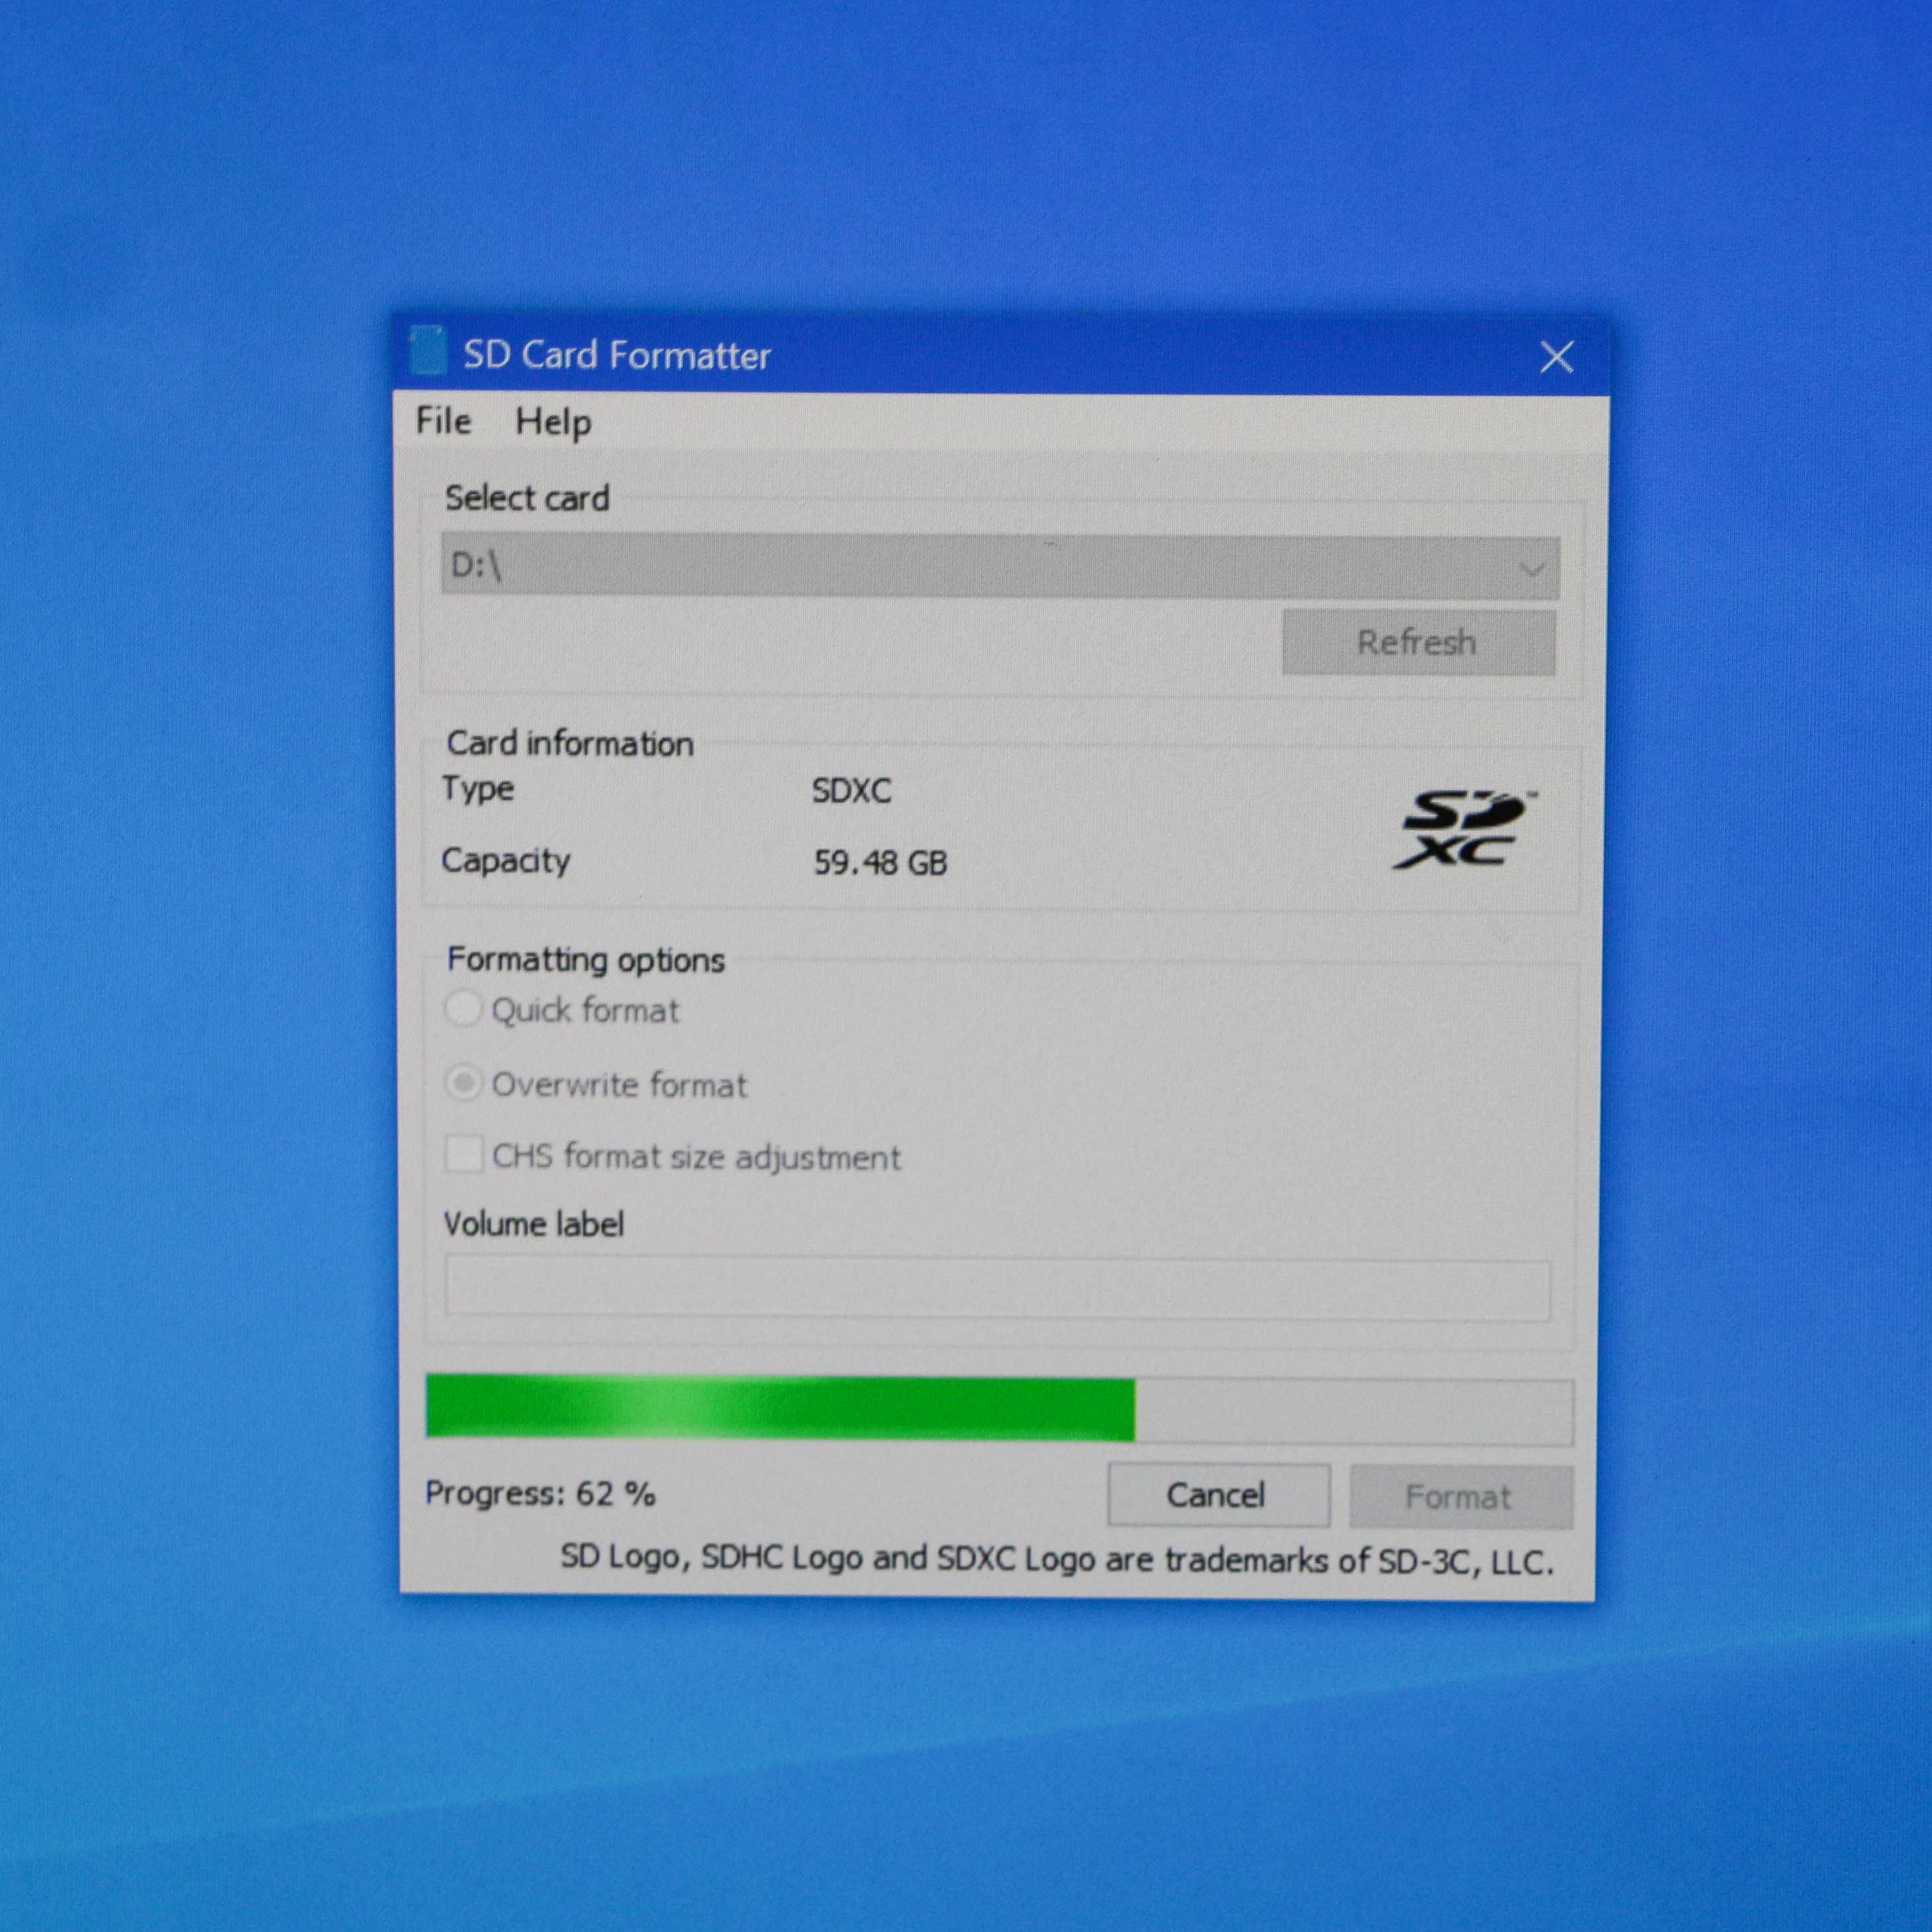 SD Card Formatter
File Help
Select card
D:\
Refresh
Card information
Type SDXC
Capacity 59.48 GB
SD XC™
Formatting options
Quick format
Overwrite format
CHS format size adjustment
Volume label
Progress: 62 %
Cancel Format
SD Logo, SDHC Logo and SDXC Logo are trademarks of SD-3C, LLC.